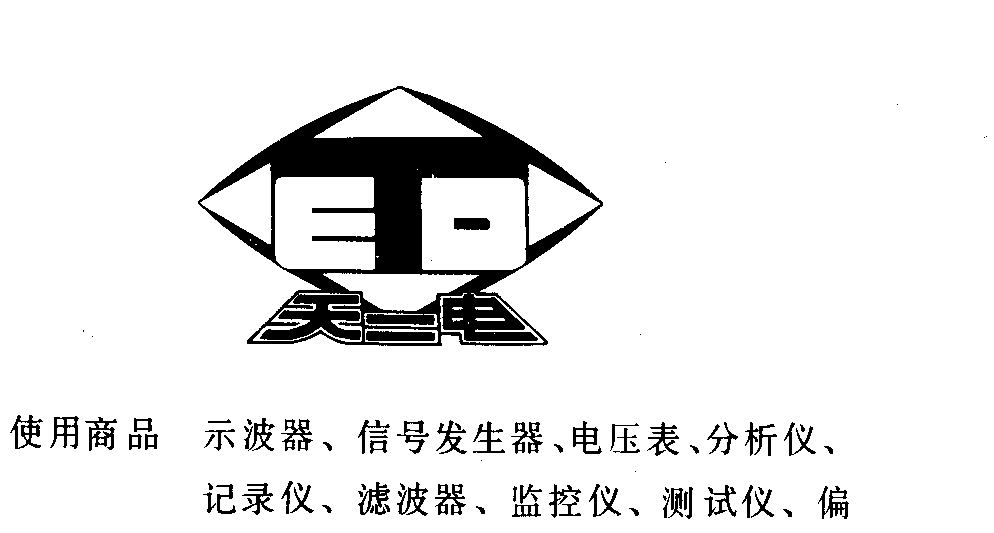 天二电
使用商品 示波器、信号发生器、电压表、分析仪、
记录仪、滤波器、监控仪、测试仪、偏